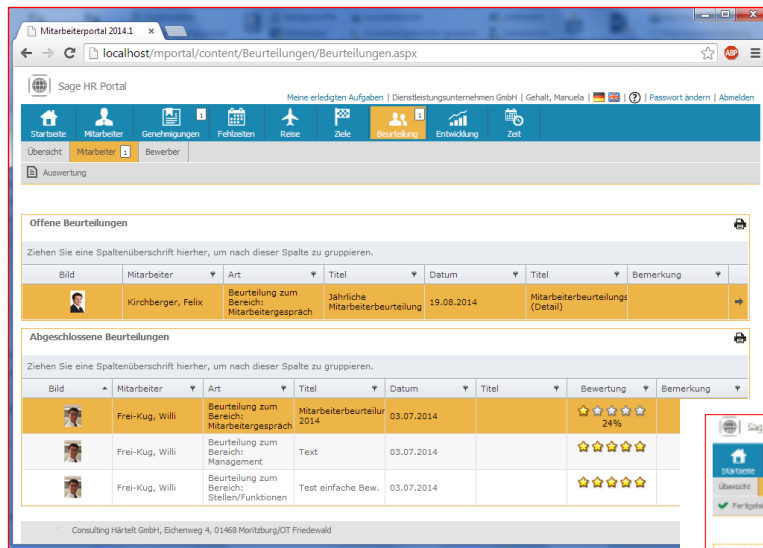 Mitarbeiterportal 2014.1
localhost/mportal/content/Beurteilungen/Beurteilungen.aspx
ABP
Sage HR Portal
Meine erledigten Aufgaben | Dienstleistungsunternehmen GmbH | Gehalt, Manuela | ? | Passwort ändern | Abmelden
Startseite Mitarbeiter Genehmigungen 1 Fehlzeiten Reise Ziele Beurteilung 1 Entwicklung Zeit
Übersicht Mitarbeiter 1 Bewerber
Auswertung
Offene Beurteilungen
Ziehen Sie eine Spaltenüberschrift hierher, um nach dieser Spalte zu gruppieren.
Bild Mitarbeiter Art Titel Datum Titel Bemerkung
Kirchberger, Felix Beurteilung zum Bereich: Mitarbeitergespräch Jährliche Mitarbeiterbeurteilung 19.08.2014 Mitarbeiterbeurteilungs (Detail)
Abgeschlossene Beurteilungen
Ziehen Sie eine Spaltenüberschrift hierher, um nach dieser Spalte zu gruppieren.
Bild Mitarbeiter Art Titel Datum Titel Bewertung Bemerkung
Frei-Kug, Willi Beurteilung zum Bereich: Mitarbeitergespräch Mitarbeiterbeurteilur 2014 03.07.2014 24%
Frei-Kug, Willi Beurteilung zum Bereich: Management Text 03.07.2014
Frei-Kug, Willi Beurteilung zum Bereich: Stellen/Funktionen Test einfache Bew. 03.07.2014
Consulting Härtelt GmbH, Eichenweg 4, 01468 Moritzburg/OT Friedewald
Sag
Startseite
Übersicht